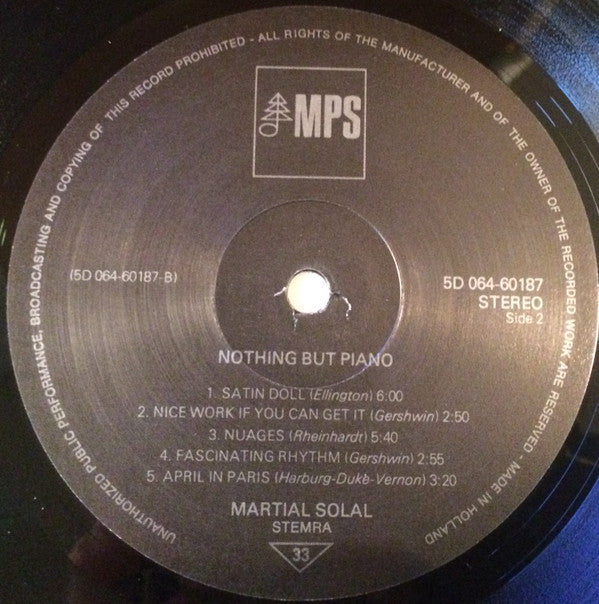 UNAUTHORIZED PUBLIC PERFORMANCE, BROADCASTING AND COPYING OF THIS RECORD PROHIBITED - ALL RIGHTS OF THE MANUFACTURER AND OF THE OWNER OF THE RECORDED WORK ARE RESERVED - MADE IN HOLLAND
MPS
(5D 064-60187-B)
5D 064-60187
STEREO
Side 2
NOTHING BUT PIANO
1. SATIN DOLL (Ellington) 6:00
2. NICE WORK IF YOU CAN GET IT (Gershwin) 2:50
3. NUAGES (Rheinhardt) 5:40
4. FASCINATING RHYTHM (Gershwin) 2:55
5. APRIL IN PARIS (Harburg-Duke-Vernon) 3:20
MARTIAL SOLAL
STEMRA
33